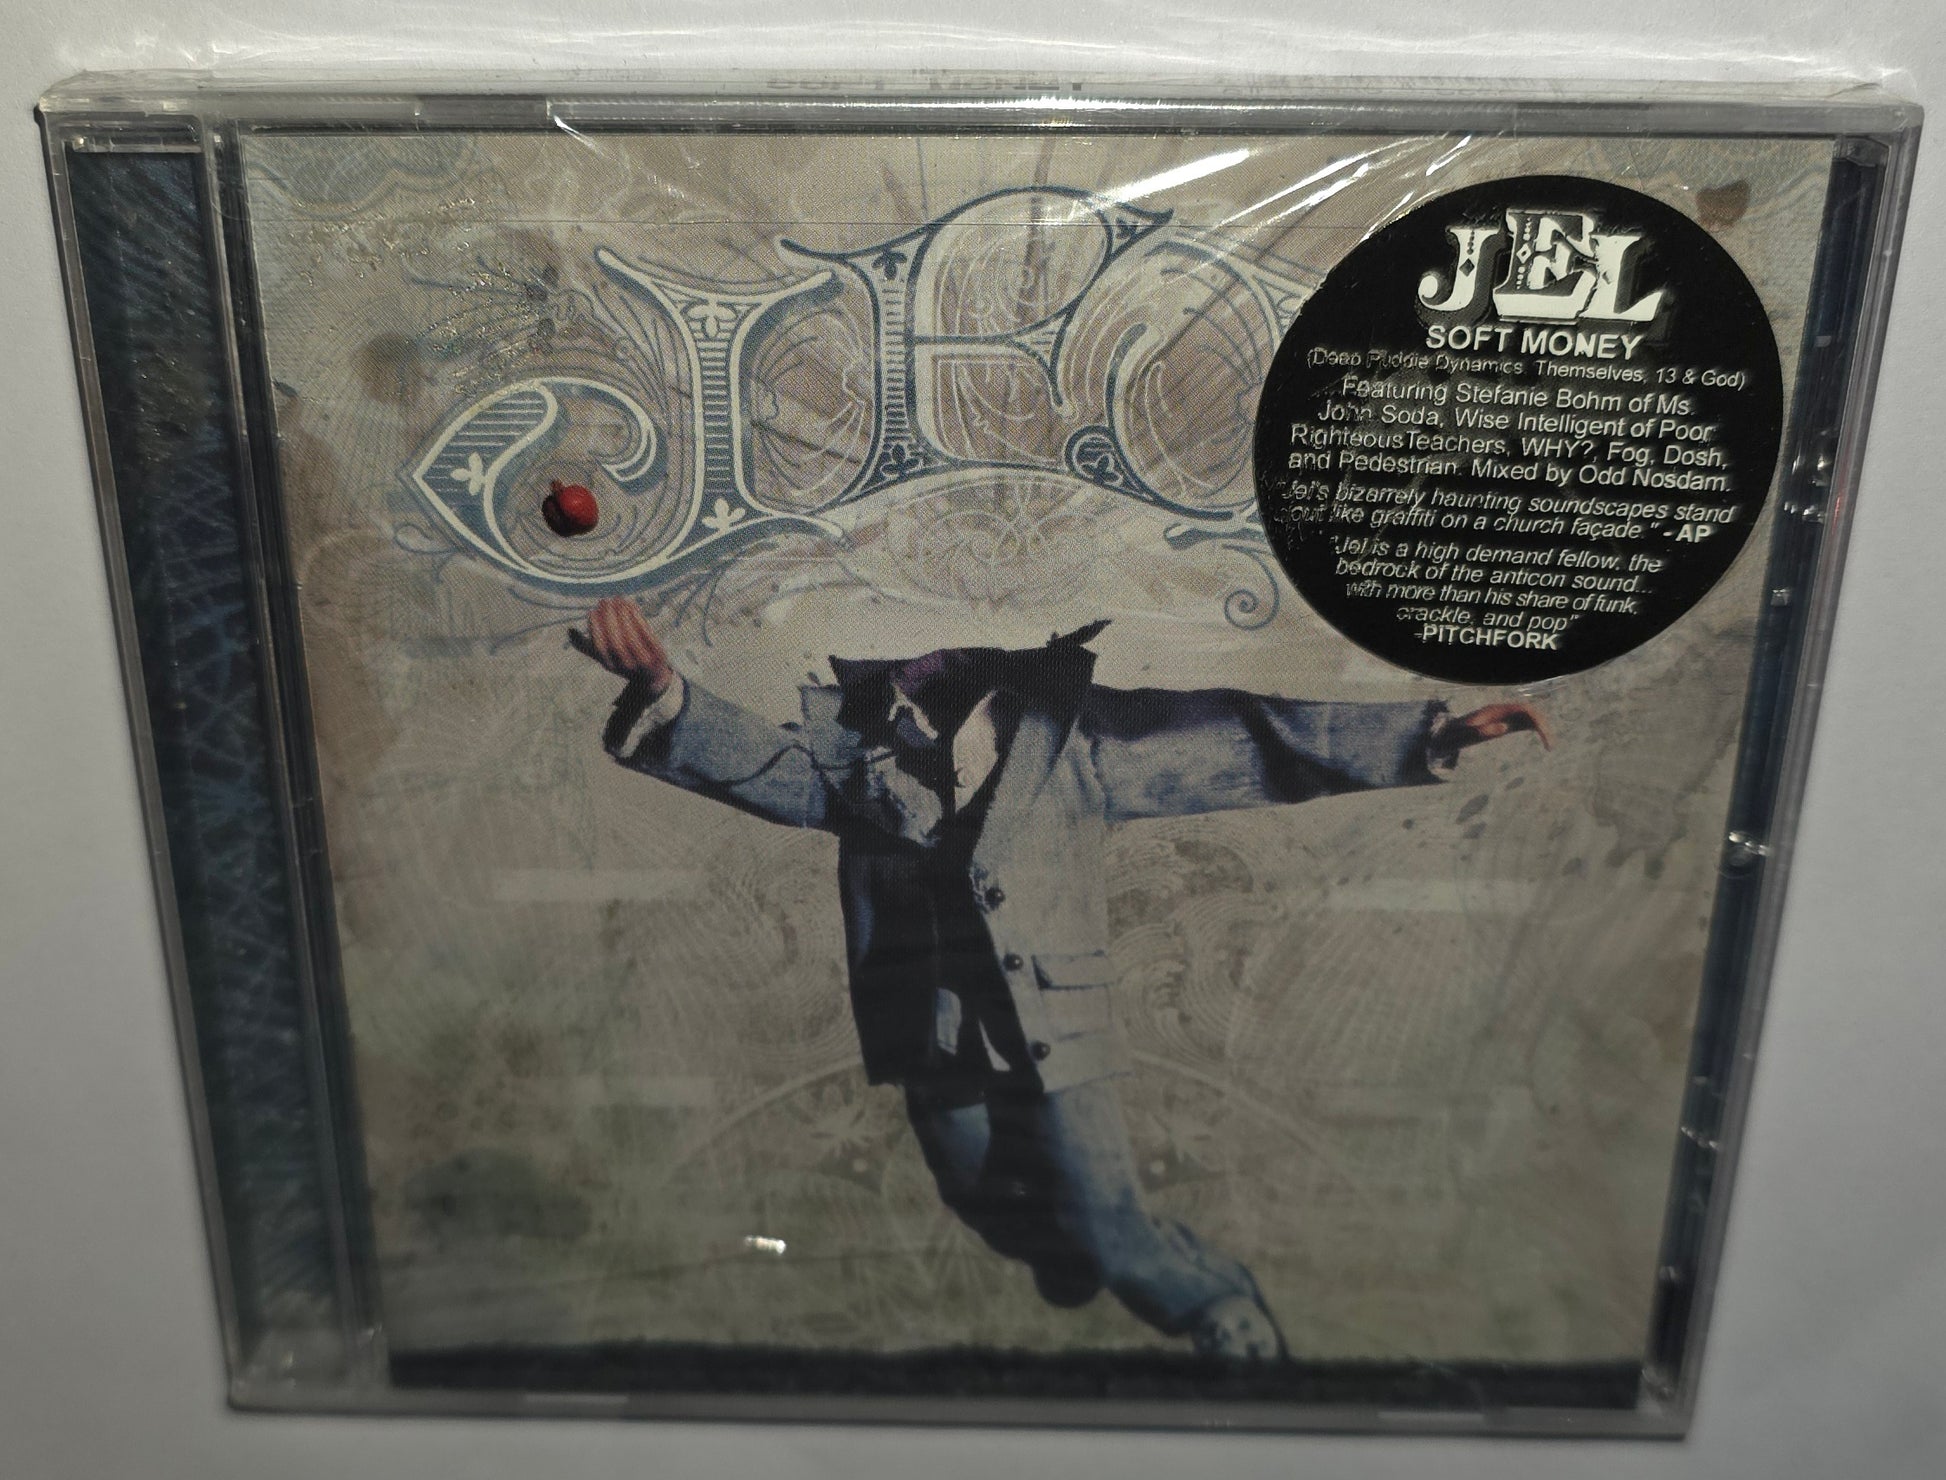 SOFT MONEY
JEL
JEL
SOFT MONEY
(Deep Puddle Dynamics, Themselves, 13 & God)
Featuring Stefanie Bohm of Ms.
John Soda, Wise Intelligent of Poor
Righteous Teachers, WHY?, Fog, Dosh,
and Pedestrian. Mixed by Odd Nosdam.
"Jel's bizarrely haunting soundscapes stand
out like graffiti on a church façade." - AP
"Jel is a high demand fellow, the
bedrock of the anticon sound...
with more than his share of funk,
crackle, and pop"
-PITCHFORK